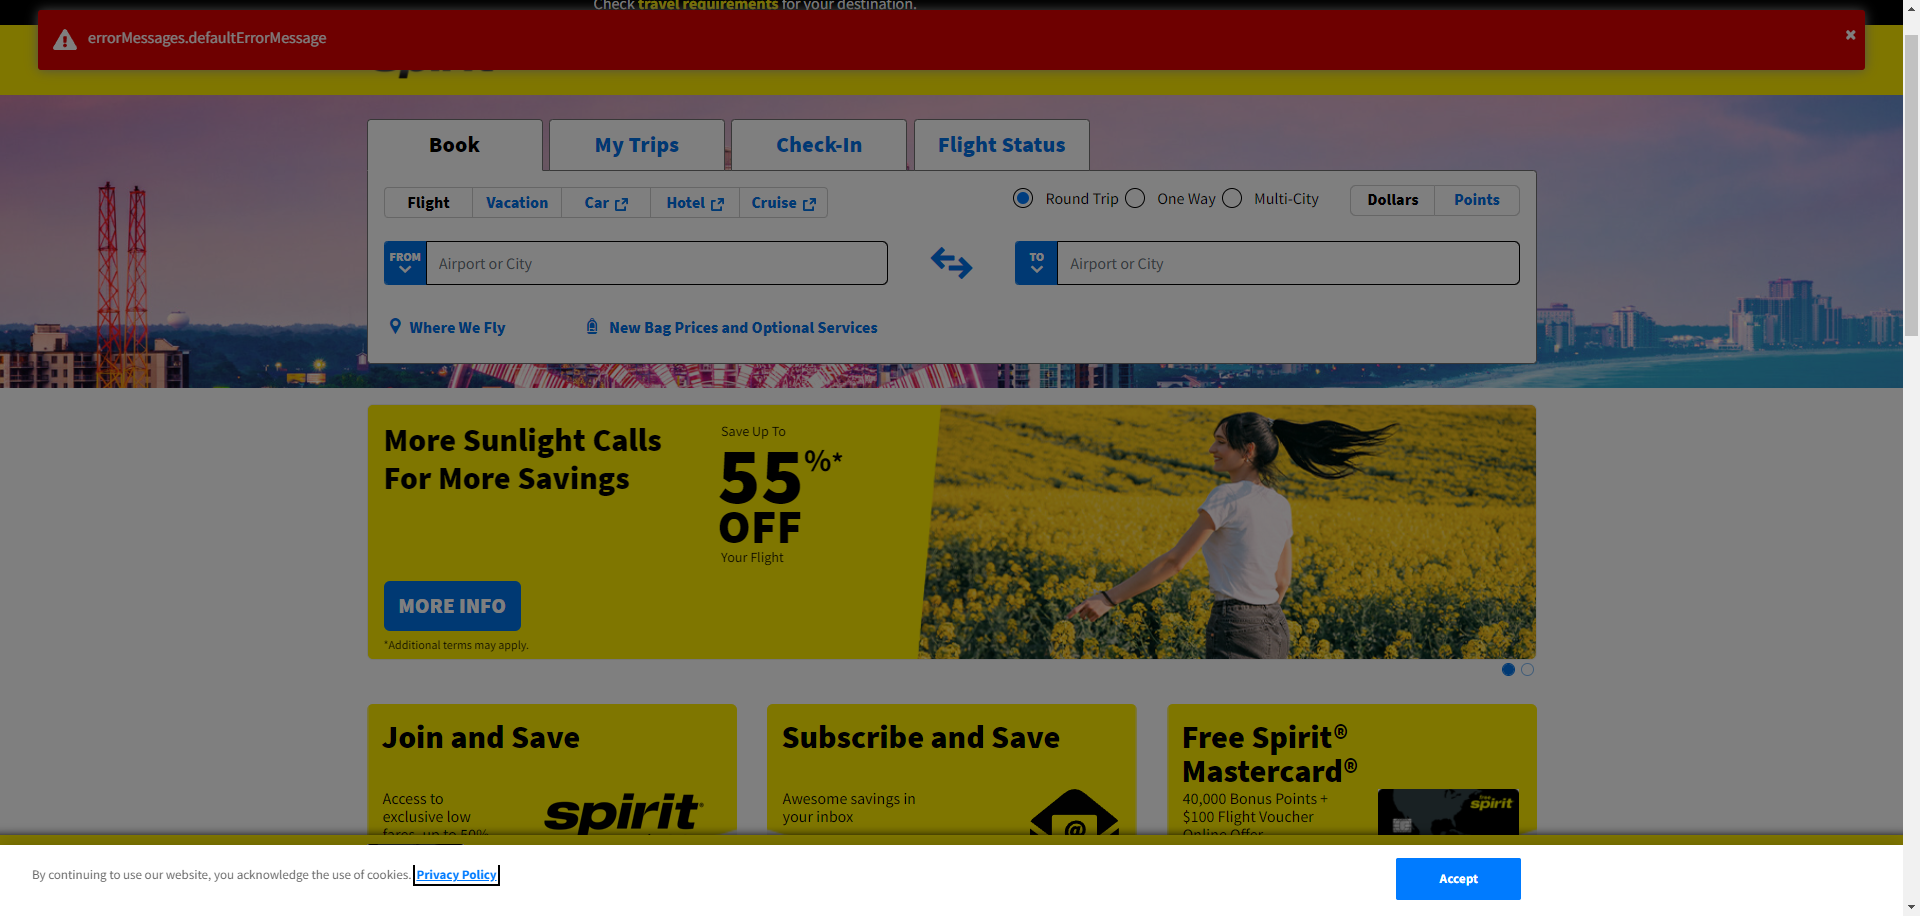 Check travel requirements for your destination.
errorMessages.defaultErrorMessage
Book
My Trips
Check-In
Flight Status
Flight
Vacation
Car
Hotel
Cruise
Round Trip
One Way
Multi-City
Dollars
Points
FROM
Airport or City
TO
Airport or City
Where We Fly
New Bag Prices and Optional Services
More Sunlight Calls
For More Savings
Save Up To
55%*
OFF
Your Flight
MORE INFO
*Additional terms may apply.
Join and Save
Access to
exclusive low
fares, up to 50%
spirit
Subscribe and Save
Awesome savings in
your inbox
@
Free Spirit®
Mastercard®
40,000 Bonus Points +
$100 Flight Voucher
Online Offer
free
spirit
By continuing to use our website, you acknowledge the use of cookies. Privacy Policy
Accept